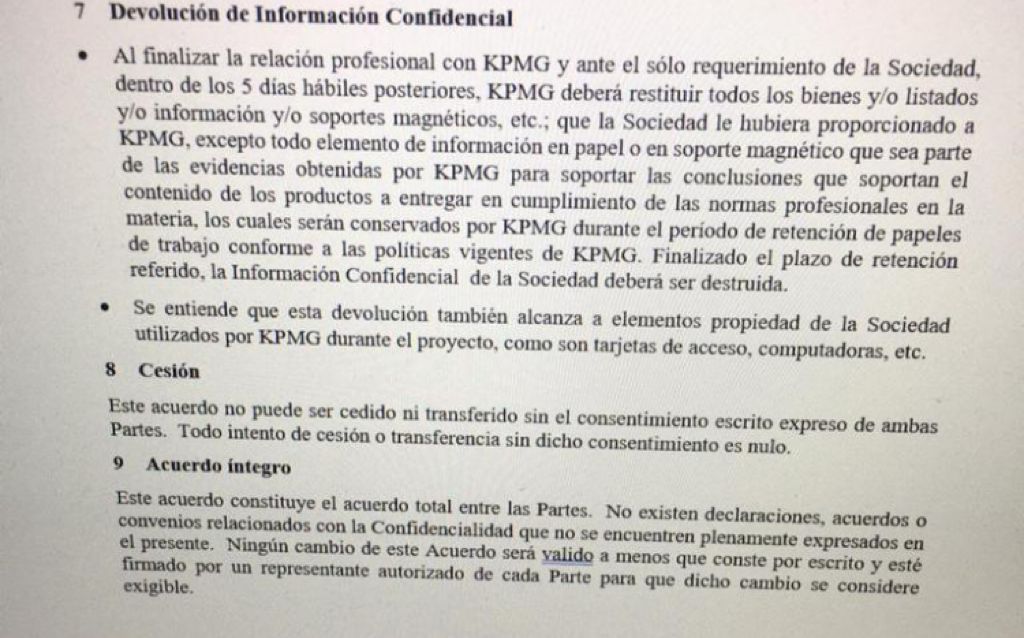 7 Devolución de Información Confidencial
• Al finalizar la relación profesional con KPMG y ante el sólo requerimiento de la Sociedad,
dentro de los 5 días hábiles posteriores, KPMG deberá restituir todos los bienes y/o listados
y/o información y/o soportes magnéticos, etc.; que la Sociedad le hubiera proporcionado a
KPMG, excepto todo elemento de información en papel o en soporte magnético que sea parte
de las evidencias obtenidas por KPMG para soportar las conclusiones que soportan el
contenido de los productos a entregar en cumplimiento de las normas profesionales en la
materia, los cuales serán conservados por KPMG durante el período de retención de papeles
de trabajo conforme a las políticas vigentes de KPMG. Finalizado el plazo de retención
referido, la Información Confidencial de la Sociedad deberá ser destruida.
• Se entiende que esta devolución también alcanza a elementos propiedad de la Sociedad
utilizados por KPMG durante el proyecto, como son tarjetas de acceso, computadoras, etc.
8 Cesión
Este acuerdo no puede ser cedido ni transferido sin el consentimiento escrito expreso de ambas
Partes. Todo intento de cesión o transferencia sin dicho consentimiento es nulo.
9 Acuerdo íntegro
Este acuerdo constituye el acuerdo total entre las Partes. No existen declaraciones, acuerdos o
convenios relacionados con la Confidencialidad que no se encuentren plenamente expresados en
el presente. Ningún cambio de este Acuerdo será valido a menos que conste por escrito y esté
firmado por un representante autorizado de cada Parte para que dicho cambio se considere
exigible.